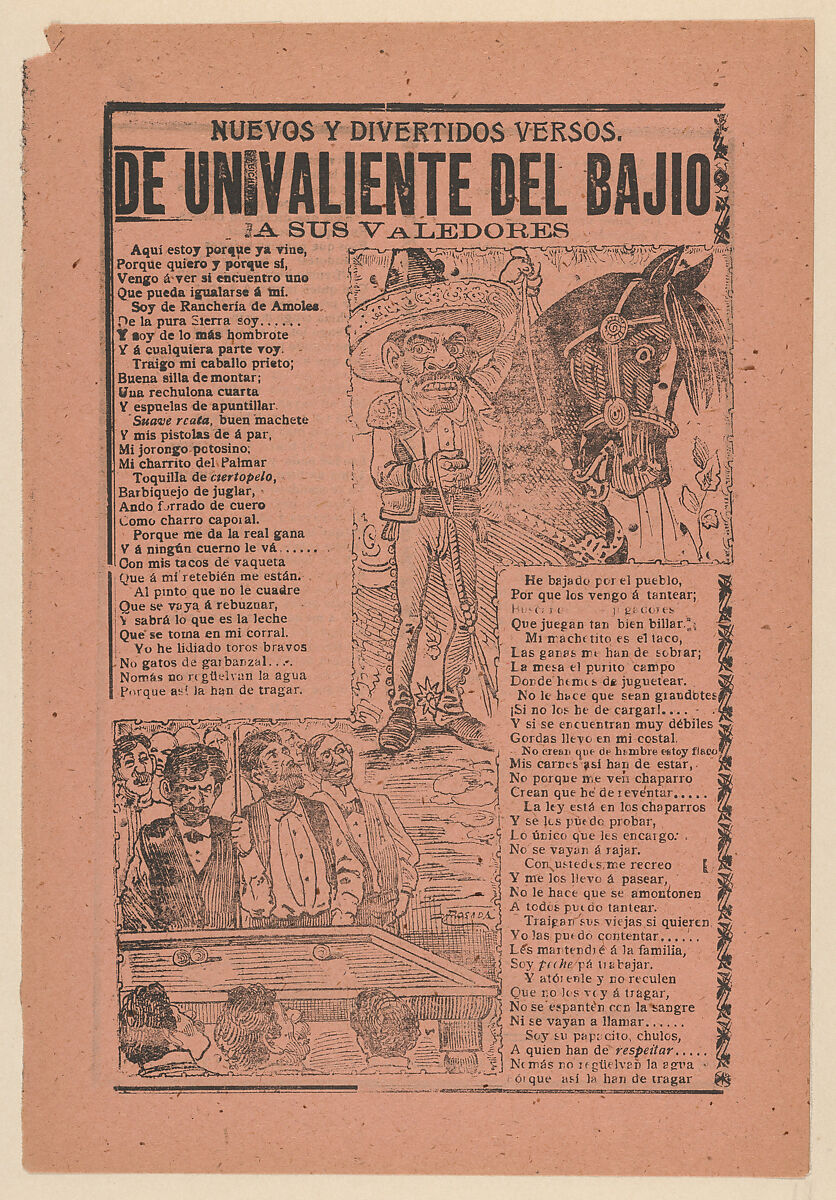 NUEVOS Y DIVERTIDOS VERSOS.
DE UN VALIENTE DEL BAJIO
A SUS VALEDORES
Aquí estoy porque ya vine,
Porque quiero y porque sí,
Vengo á ver si encuentro uno
Que pueda igualarse á mí.
Soy de Ranchería de Amoles
De la pura Sierra soy......
Y soy de lo más hombrote
Y á cualquiera parte voy.
Traigo mi caballo prieto;
Buena silla de montar;
Una rechulona cuarta
Y espuelas de apuntillar.
Suave reata, buen machete
Y mis pistolas de á par,
Mi jorongo potosino;
Mi charrito del Palmar
Toquilla de ciertopelo,
Barbiquejo de juglar,
Ando forrado de cuero
Como charro caporal.
Porque me da la real gana
Y á ningún cuerno le vá......
Con mis tacos de vaqueta
Que á mí retebién me están.
Al pinto que no le cuadre
Que se vaya á rebuznar,
Y sabrá lo que es la leche
Que se toma en mi corral.
Yo he lidiado toros bravos
No gatos de garbanzal....
Nomás no regüelvan la agua
Porque así la han de tragar.
He bajado por el pueblo,
Por que los vengo á tantear;
jugadores
Que juegan tan bien billar.
Mi machetito es el taco,
Las ganas me han de sobrar;
La mesa el purito campo
Donde hemos de juguetear.
No le hace que sean grandotes
¡Si no los he de cargar!....
Y si se encuentran muy débiles
Gordas llevo en mi costal.
No crean que de hambre estoy flaco
Mis carnes así han de estar,
No porque me ven chaparro
Crean que he de reventar.....
La ley está en los chaparros
Y se los puedo probar,
Lo único que les encargo:
No se vayan á rajar.
Con ustedes me recreo
Y me los llevo á pasear,
No le hace que se amontonen
A todos puedo tantear.
Traigan sus viejas si quieren
Yo las puedo contentar......
Les mantendré á la familia,
Soy pá trabajar.
Y atórenle y no reculen
Que no los voy á tragar,
No se espanten con la sangre
Ni se vayan a llamar......
Soy su papacito, chulos,
A quien han de respeitar.....
Nomás no regüelvan la agua
Porque así la han de tragar
POSADA